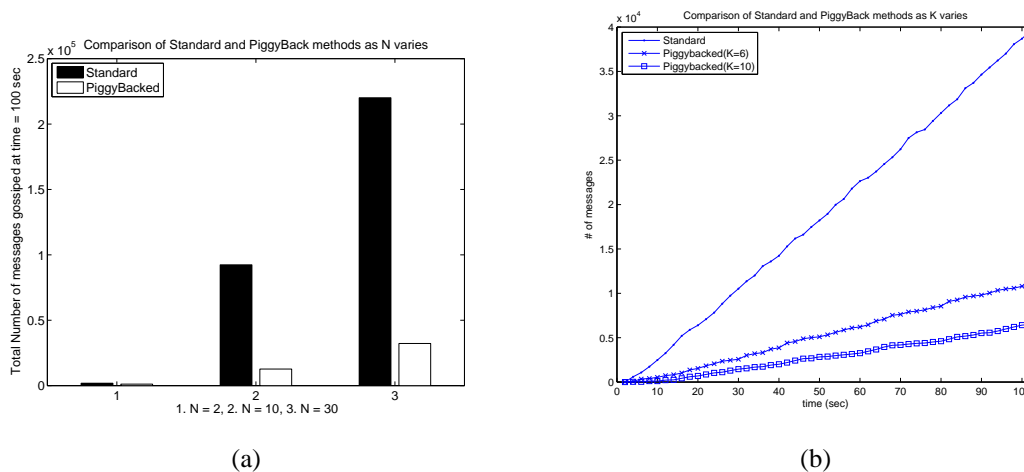 Comparison of Standard and PiggyBack methods as N varies
x 10^5
2.5
2
1.5
1
0.5
0
Total Number of messages gossiped at time = 100 sec
Standard
PiggyBacked
1 2 3
1. N = 2, 2. N = 10, 3. N = 30
(a)
Comparison of Standard and PiggyBack methods as K varies
x 10^4
4
3.5
3
2.5
2
1.5
1
0.5
0
# of messages
Standard
Piggybacked(K=6)
Piggybacked(K=10)
0 10 20 30 40 50 60 70 80 90 100
time (sec)
(b)